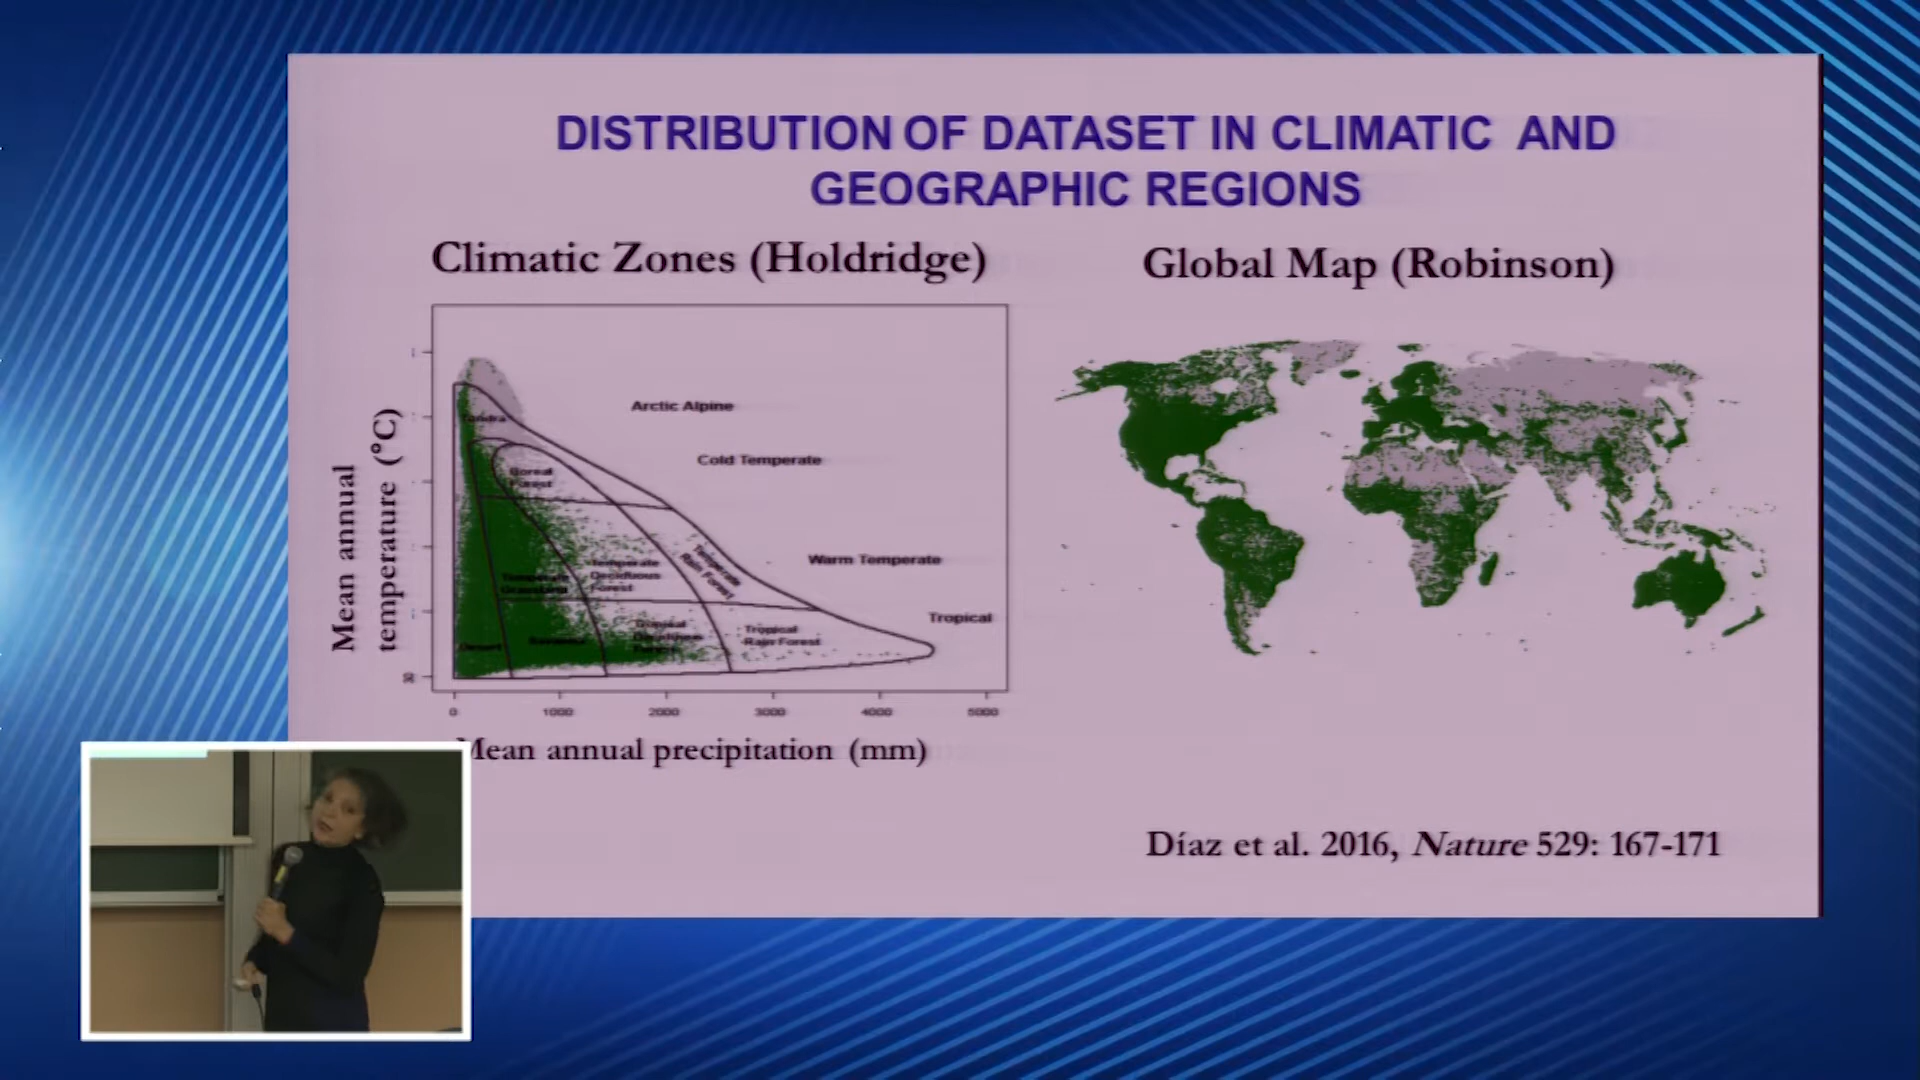 DISTRIBUTION OF DATASET IN CLIMATIC AND
GEOGRAPHIC REGIONS
Climatic Zones (Holdridge)
Global Map (Robinson)
Mean annual
temperature (°C)
Arctic Alpine
Tundra
Cold Temperate
Boreal
Forest
Warm Temperate
Temperate
Rain Forest
Temperate
Deciduous
Forest
Temperate
Grassland
Tropical
Tropical
Deciduous
Forest
Tropical
Rain Forest
Savanna
Desert
30
0
1000
2000
3000
4000
5000
Mean annual precipitation (mm)
Díaz et al. 2016, Nature 529: 167-171